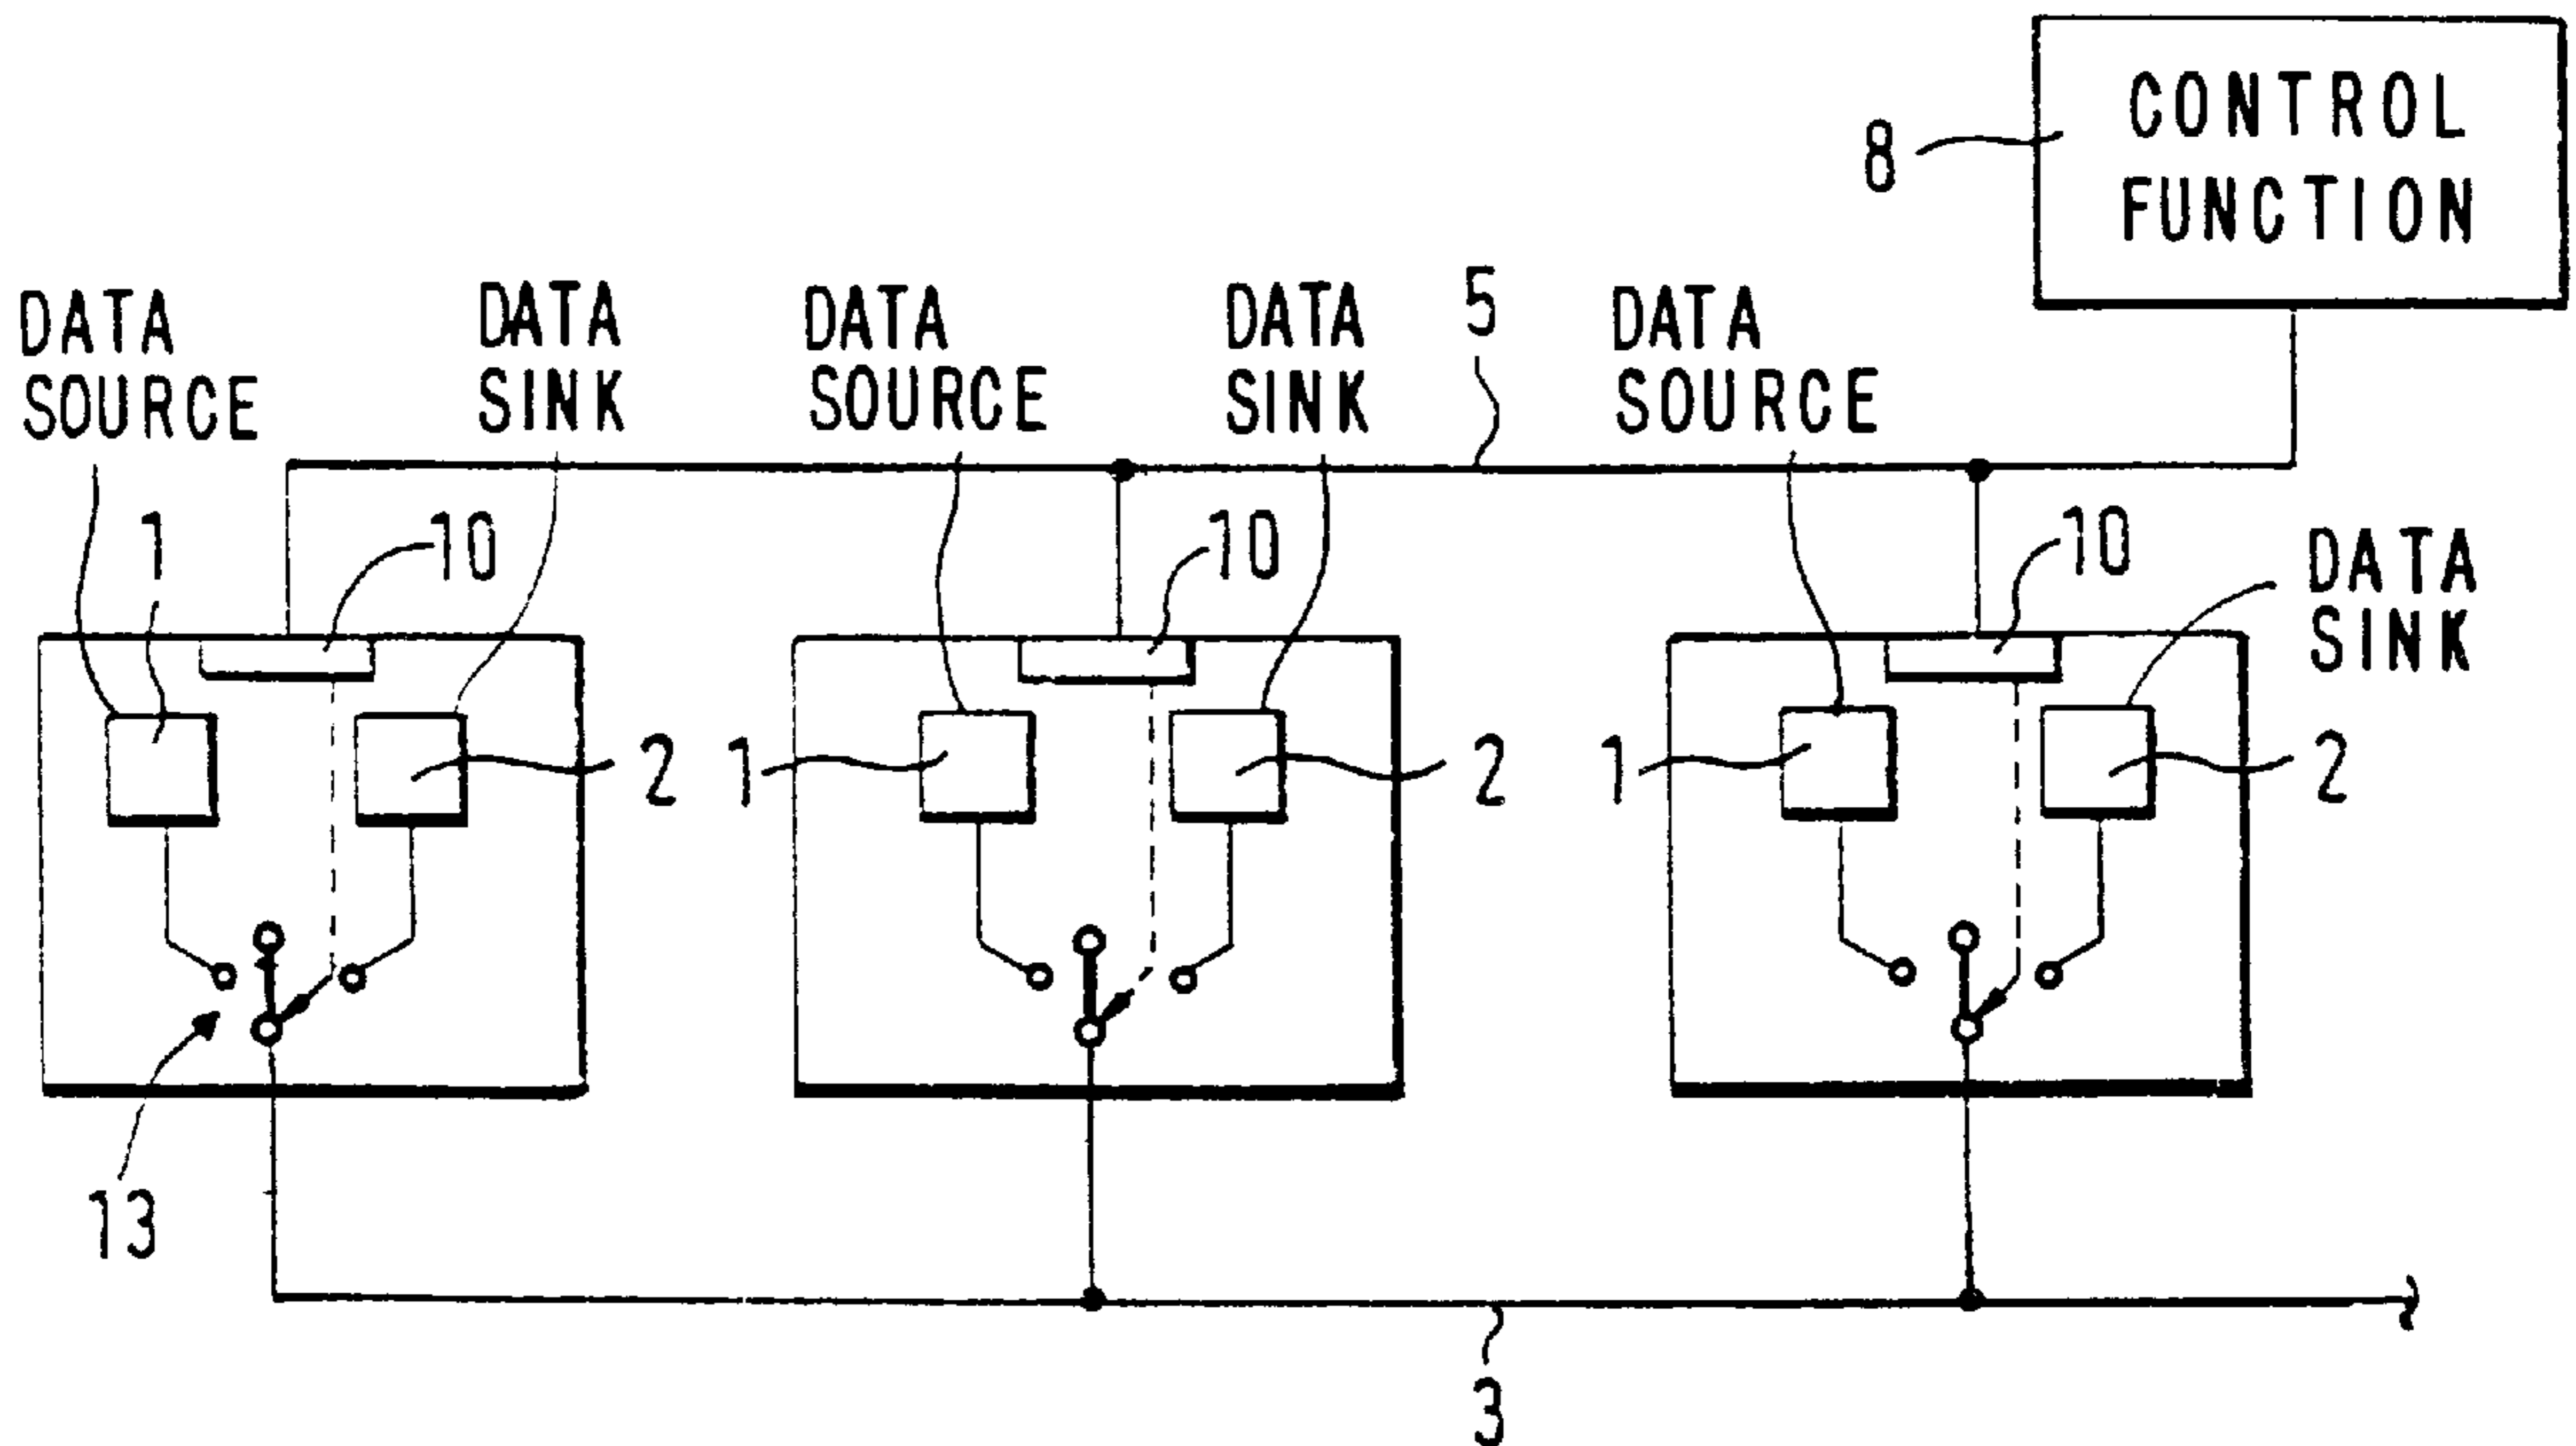 CONTROL
FUNCTION
8
5
DATA
SOURCE
DATA
SINK
DATA
SOURCE
DATA
SINK
DATA
SOURCE
1
10
10
10
DATA
SINK
2
1
2
1
2
13
3